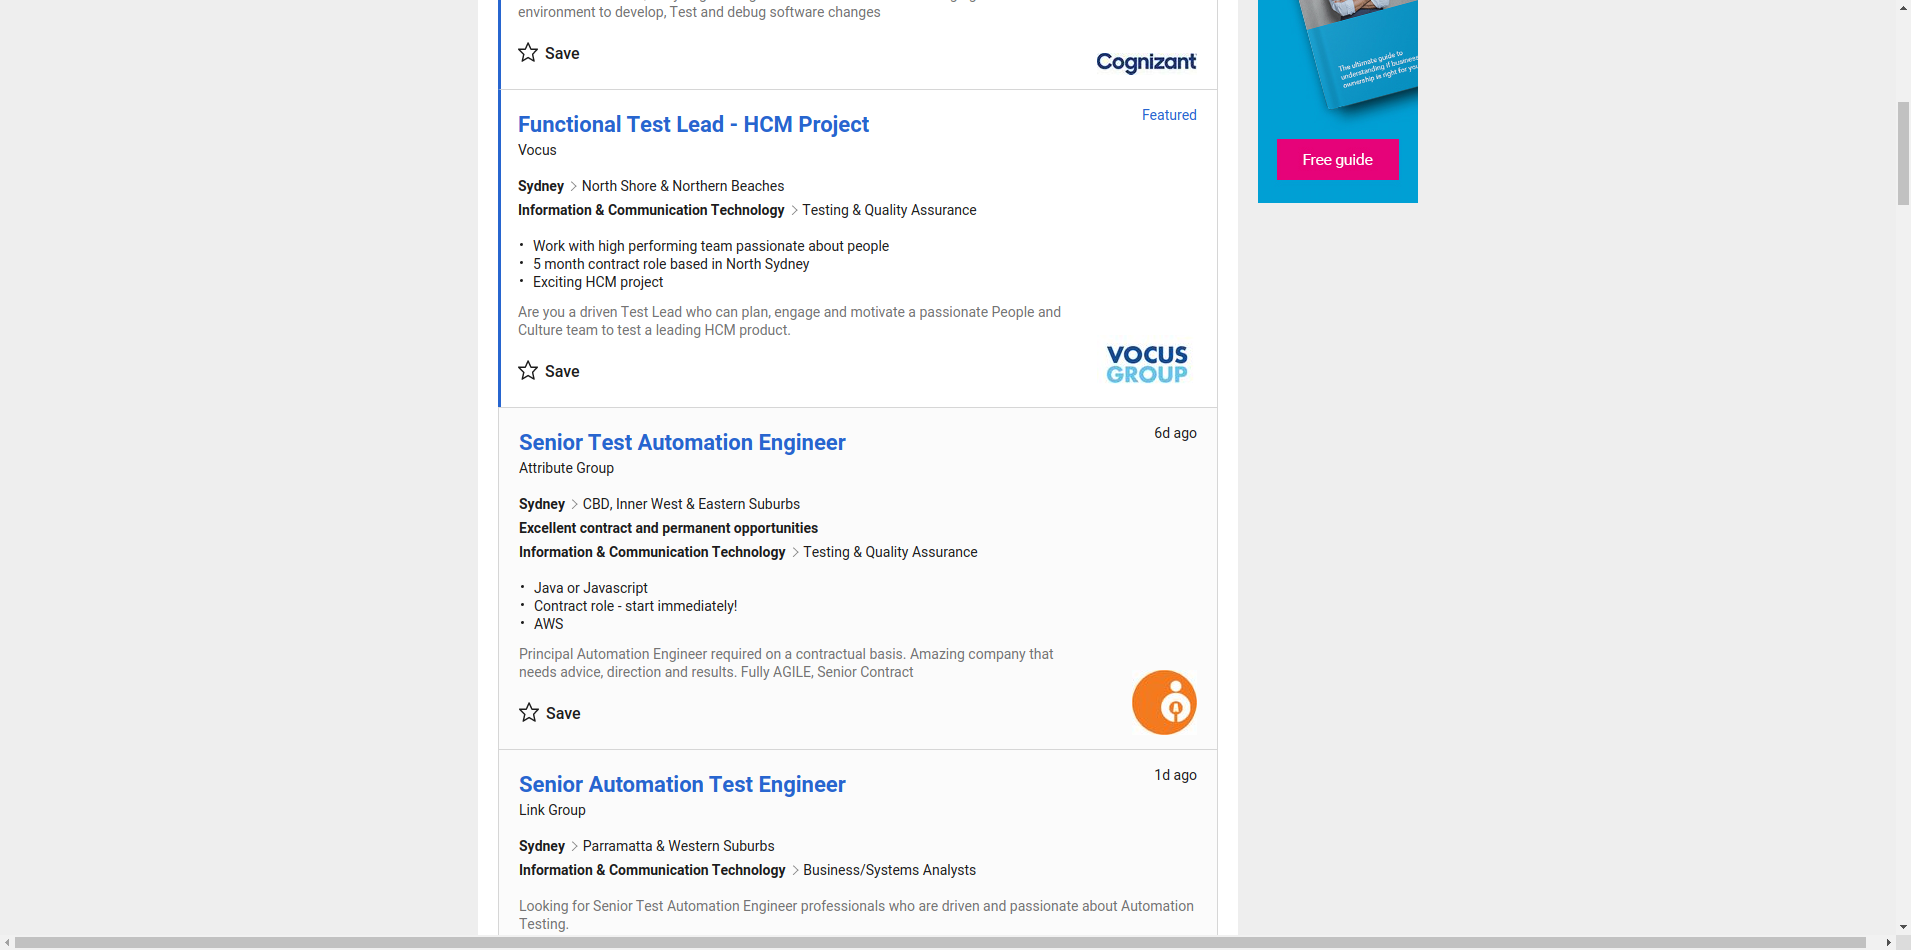 environment to develop, Test and debug software changes
Save
Cognizant
Functional Test Lead - HCM Project
Featured
Vocus
Sydney > North Shore & Northern Beaches
Information & Communication Technology > Testing & Quality Assurance
• Work with high performing team passionate about people
• 5 month contract role based in North Sydney
• Exciting HCM project
Are you a driven Test Lead who can plan, engage and motivate a passionate People and
Culture team to test a leading HCM product.
Save
VOCUS
GROUP
Senior Test Automation Engineer
6d ago
Attribute Group
Sydney > CBD, Inner West & Eastern Suburbs
Excellent contract and permanent opportunities
Information & Communication Technology > Testing & Quality Assurance
• Java or Javascript
• Contract role - start immediately!
• AWS
Principal Automation Engineer required on a contractual basis. Amazing company that
needs advice, direction and results. Fully AGILE, Senior Contract
Save
Senior Automation Test Engineer
1d ago
Link Group
Sydney > Parramatta & Western Suburbs
Information & Communication Technology > Business/Systems Analysts
Looking for Senior Test Automation Engineer professionals who are driven and passionate about Automation
Testing.
The ultimate guide to
understanding if business
ownership is right for you
Free guide